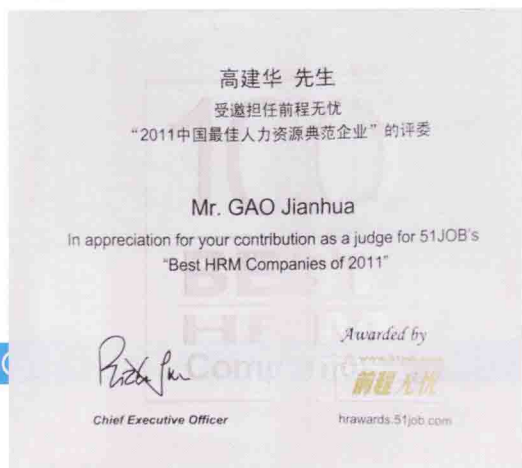 高建华 先生
受邀担任前程无忧
“2011中国最佳人力资源典范企业”的评委
Mr. GAO Jianhua
In appreciation for your contribution as a judge for 51JOB's
“Best HRM Companies of 2011”
Awarded by
前程无忧
Chief Executive Officer
hrawards.51job.com
100
BEST
HRM